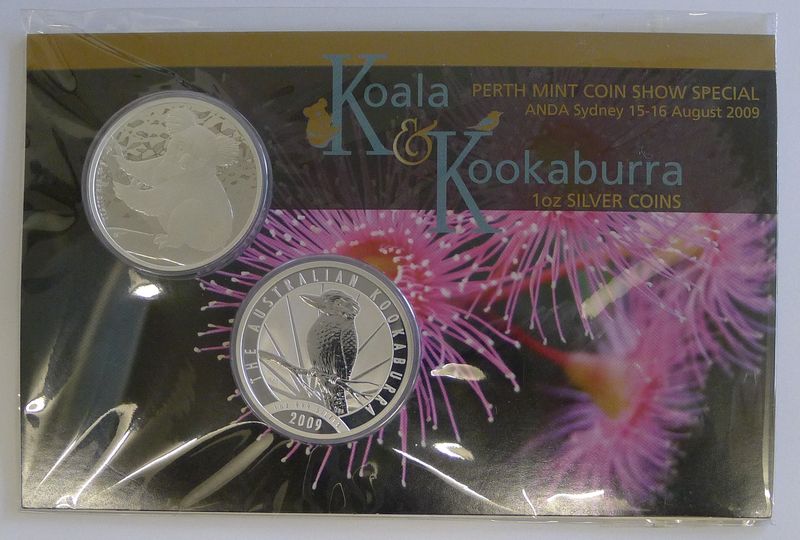 Koala
&
Kookaburra
PERTH MINT COIN SHOW SPECIAL
ANDA Sydney 15-16 August 2009
1oz SILVER COINS
THE AUSTRALIAN KOOKABURRA
2009